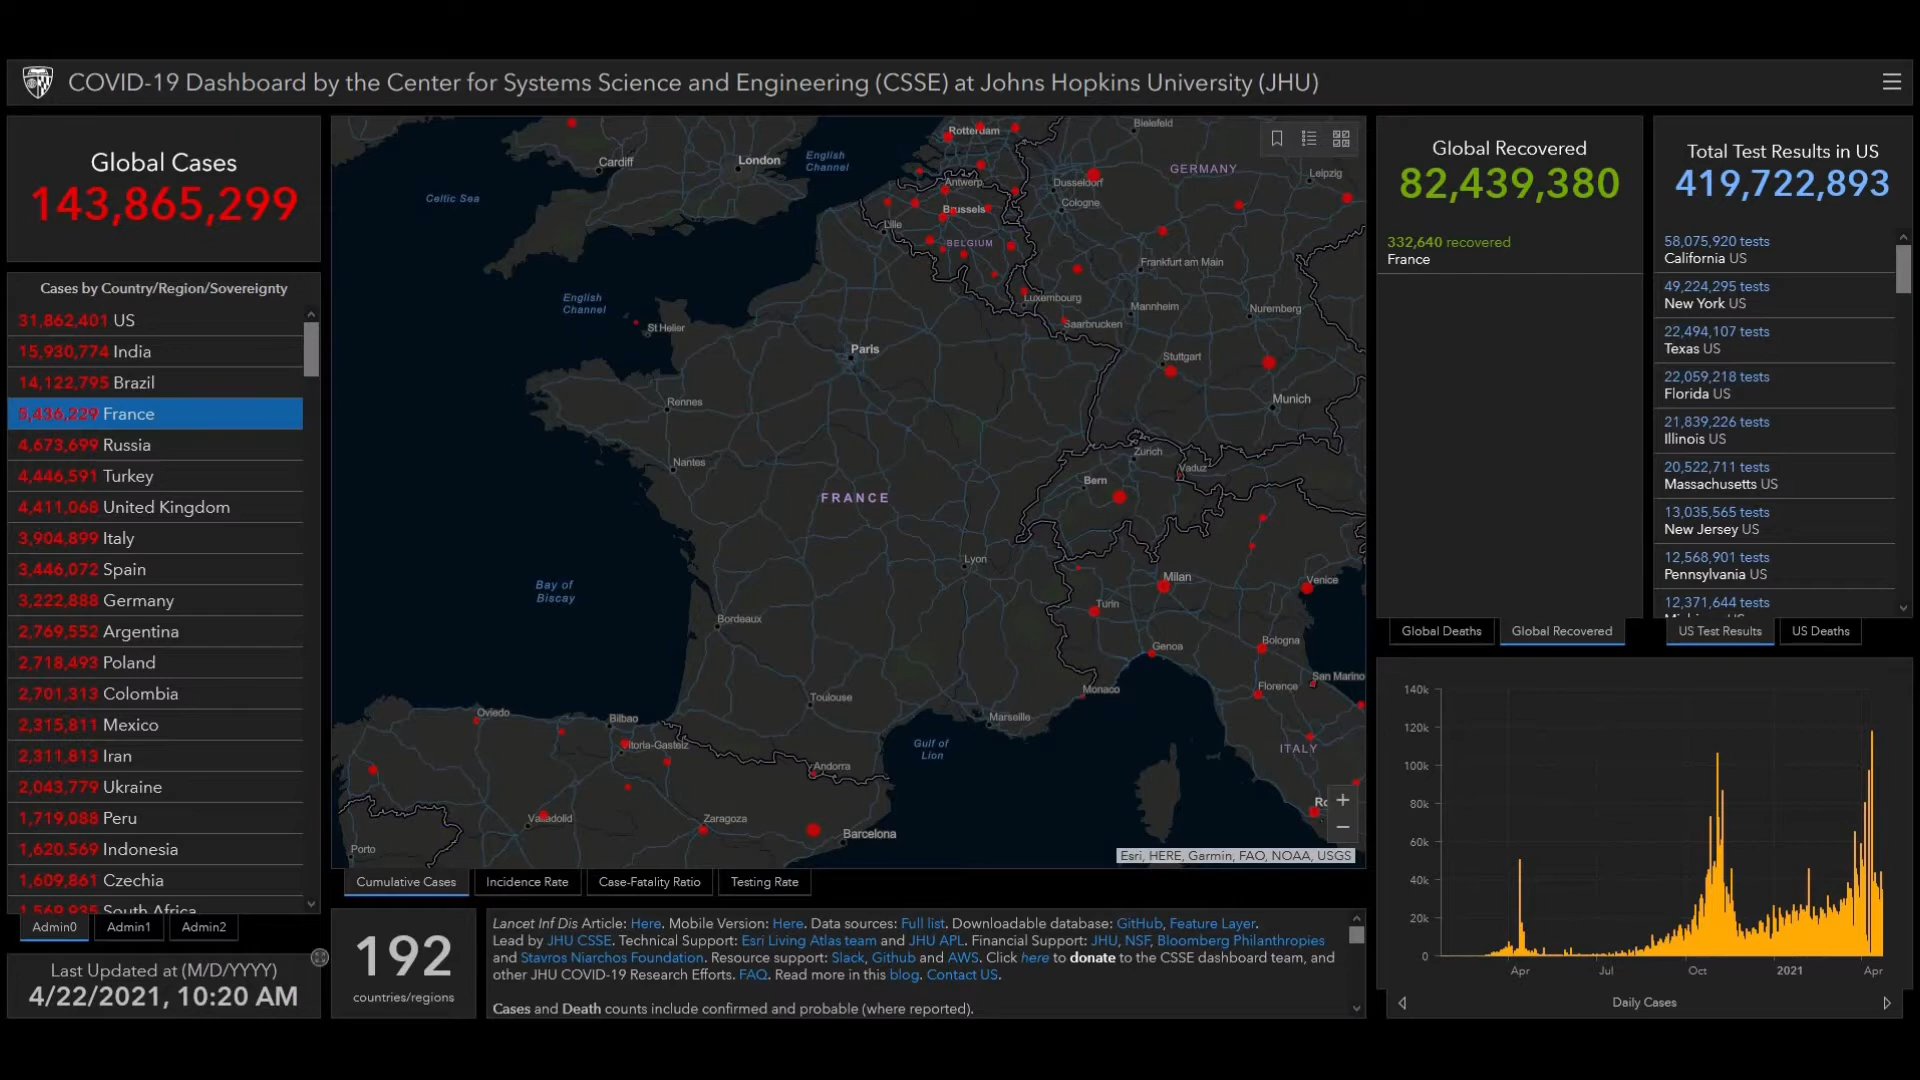 COVID-19 Dashboard by the Center for Systems Science and Engineering (CSSE) at Johns Hopkins University (JHU)
Global Cases
143,865,299
Cases by Country/Region/Sovereignty
31,862,401 US
15,930,774 India
14,122,795 Brazil
5,436,229 France
4,673,699 Russia
4,446,591 Turkey
4,411,068 United Kingdom
3,904,899 Italy
3,446,072 Spain
3,222,888 Germany
2,769,552 Argentina
2,718,493 Poland
2,701,313 Colombia
2,315,811 Mexico
2,311,813 Iran
2,043,779 Ukraine
1,719,088 Peru
1,620,569 Indonesia
1,609,861 Czechia
1,569,935 South Africa
Admin0 Admin1 Admin2
Last Updated at (M/D/YYYY)
4/22/2021, 10:20 AM
Rotterdam
Bielefeld
Cardiff
London
English
Channel
GERMANY
Leipzig
Celtic Sea
Antwerp
Dusseldorf
Cologne
Brussels
Lille
BELGIUM
Frankfurt am Main
English
Channel
Luxembourg
Mannheim
Nuremberg
St Helier
Saarbrucken
Paris
Stuttgart
Rennes
Munich
Nantes
Zurich
Vaduz
Bern
FRANCE
Lyon
Milan
Venice
Bay of
Biscay
Turin
Bordeaux
Genoa
Bologna
Toulouse
Monaco
Florence
San Marino
Oviedo
Bilbao
Marseille
Vitoria-Gasteiz
Gulf of
Lion
ITALY
Andorra
Valladolid
Zaragoza
Barcelona
Porto
Ro
+
−
Esri, HERE, Garmin, FAO, NOAA, USGS
Cumulative Cases Incidence Rate Case-Fatality Ratio Testing Rate
192
countries/regions
Lancet Inf Dis Article: Here. Mobile Version: Here. Data sources: Full list. Downloadable database: GitHub, Feature Layer.
Lead by JHU CSSE. Technical Support: Esri Living Atlas team and JHU APL. Financial Support: JHU, NSF, Bloomberg Philanthropies
and Stavros Niarchos Foundation. Resource support: Slack, Github and AWS. Click here to donate to the CSSE dashboard team, and
other JHU COVID-19 Research Efforts. FAQ. Read more in this blog. Contact US.
Cases and Death counts include confirmed and probable (where reported).
Global Recovered
82,439,380
332,640 recovered
France
Global Deaths Global Recovered
Total Test Results in US
419,722,893
58,075,920 tests
California US
49,224,295 tests
New York US
22,494,107 tests
Texas US
22,059,218 tests
Florida US
21,839,226 tests
Illinois US
20,522,711 tests
Massachusetts US
13,035,565 tests
New Jersey US
12,568,901 tests
Pennsylvania US
12,371,644 tests
US Test Results US Deaths
140k
120k
100k
80k
60k
40k
20k
0
Apr Jul Oct 2021 Apr
Daily Cases